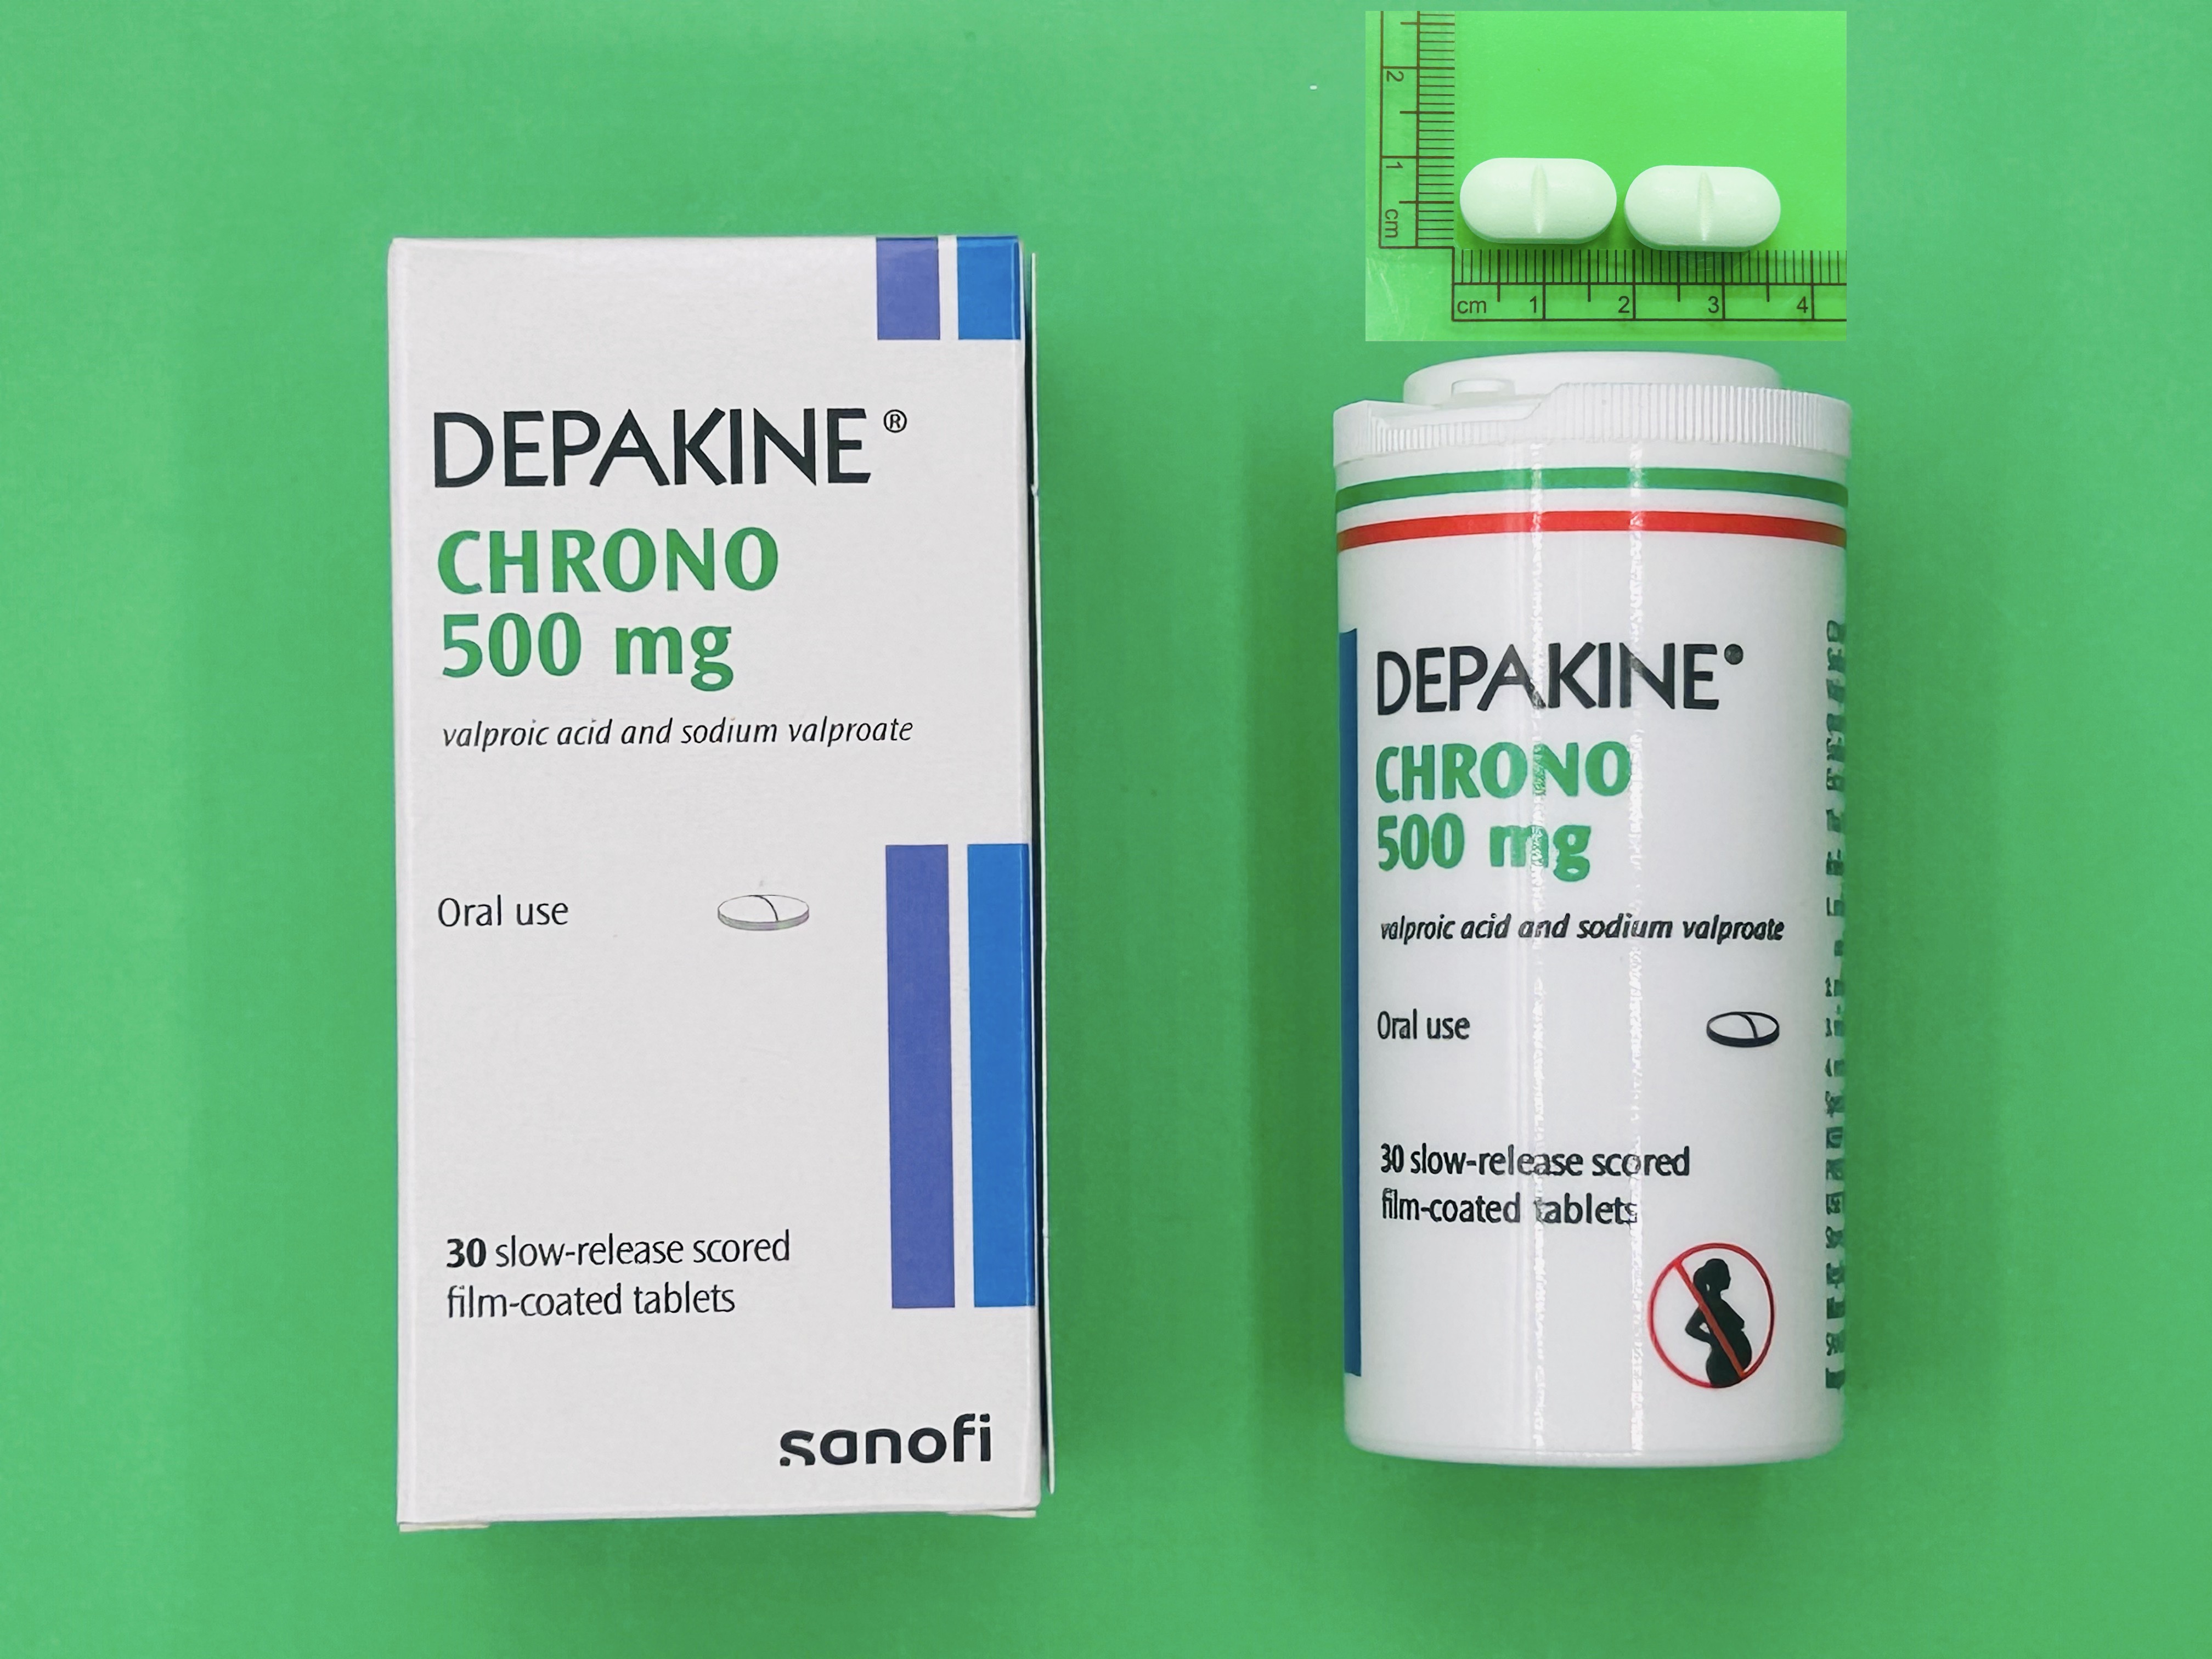 DEPAKINE®
CHRONO
500 mg
valproic acid and sodium valproate
Oral use
30 slow-release scored
film-coated tablets
sanofi
2
1
cm
cm 1 2 3 4
DEPAKINE®
CHRONO
500 mg
valproic acid and sodium valproate
Oral use
30 slow-release scored
film-coated tablets